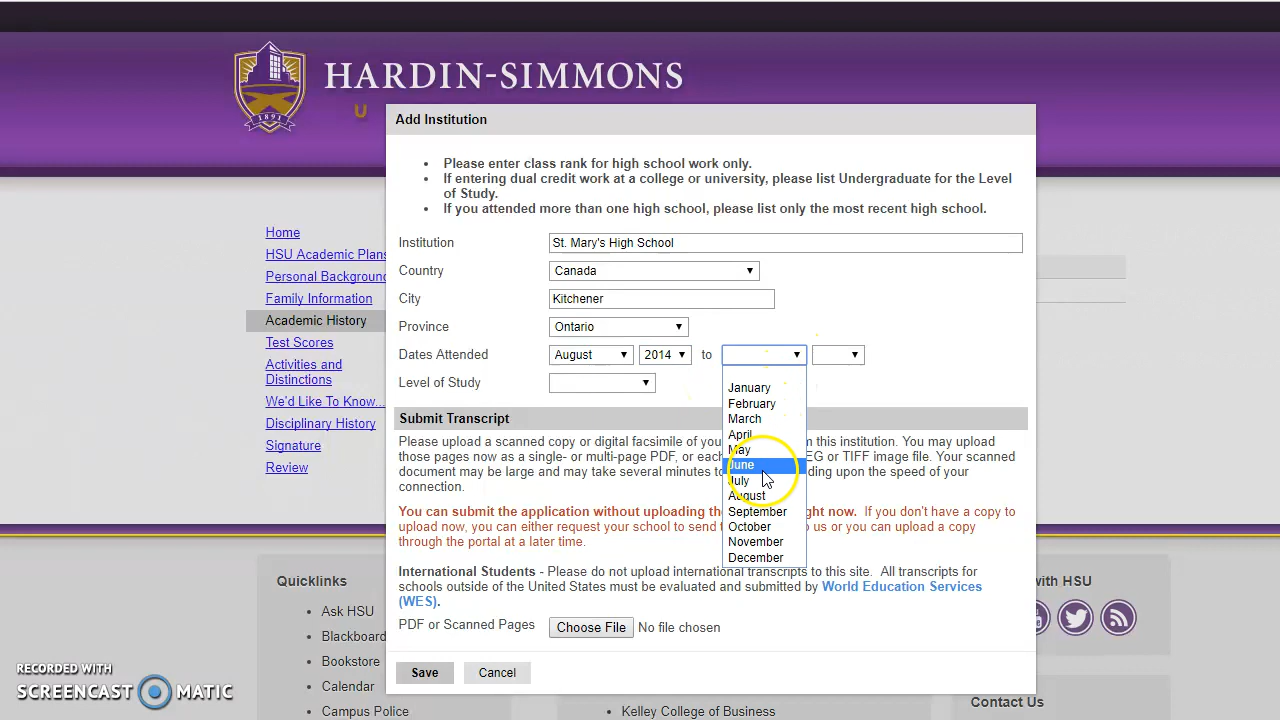 HARDIN-SIMMONS
U
1891
Add Institution
• Please enter class rank for high school work only.
• If entering dual credit work at a college or university, please list Undergraduate for the Level
of Study.
• If you attended more than one high school, please list only the most recent high school.
Home
HSU Academic Plans
Personal Background
Family Information
Academic History
Test Scores
Activities and
Distinctions
We'd Like To Know...
Disciplinary History
Signature
Review
Institution St. Mary's High School
Country Canada
City Kitchener
Province Ontario
Dates Attended August 2014 to
Level of Study
January
February
March
April
May
June
July
August
September
October
November
December
Submit Transcript
Please upload a scanned copy or digital facsimile of your from this institution. You may upload
those pages now as a single- or multi-page PDF, or each EG or TIFF image file. Your scanned
document may be large and may take several minutes to ding upon the speed of your
connection.
You can submit the application without uploading the right now. If you don't have a copy to
upload now, you can either request your school to send to us or you can upload a copy
through the portal at a later time.
International Students - Please do not upload international transcripts to this site. All transcripts for
schools outside of the United States must be evaluated and submitted by World Education Services
(WES).
PDF or Scanned Pages Choose File No file chosen
Save Cancel
Quicklinks
• Ask HSU
• Blackboard
• Bookstore
• Calendar
• Campus Police
• Kelley College of Business
with HSU
Contact Us
RECORDED WITH
SCREENCAST MATIC